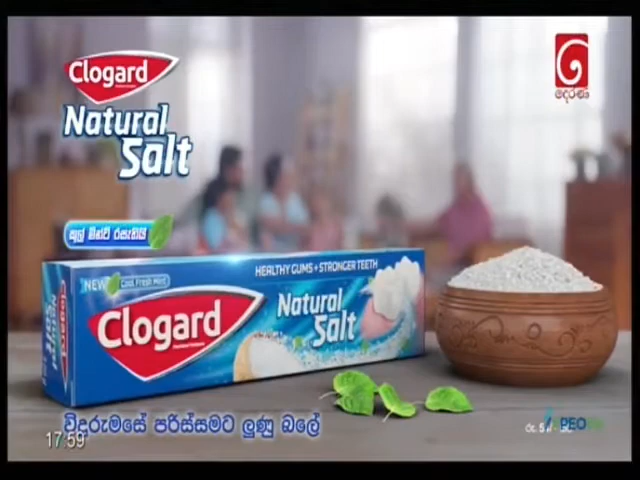 Clogard
Natural
Salt
දෙරණ
කූල් මින්ට් රසැතියි
HEALTHY GUMS + STRONGER TEETH
NEW Cool Fresh Mint
Clogard
Natural
Salt
විදුරුමසේ පරිස්සමට ලුණු බලේ
17:59
PEO